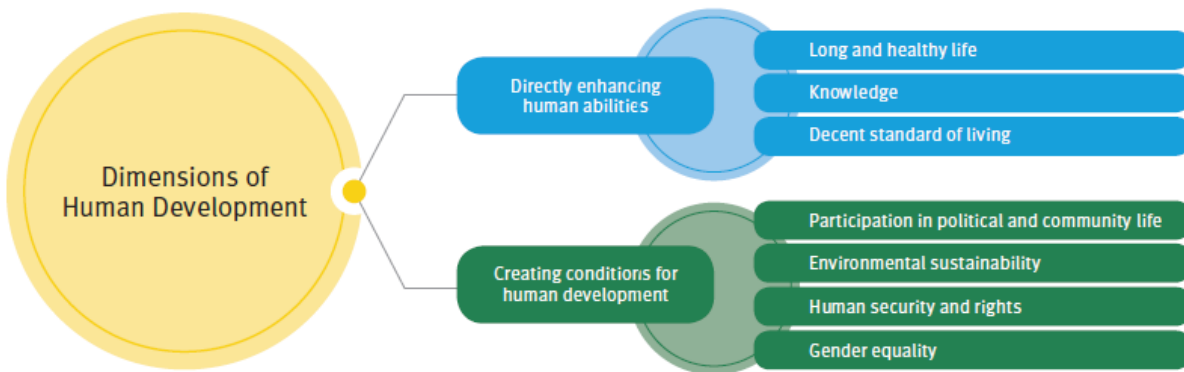 Dimensions of
Human Development
Directly enhancing
human abilities
Long and healthy life
Knowledge
Decent standard of living
Creating conditions for
human development
Participation in political and community life
Environmental sustainability
Human security and rights
Gender equality